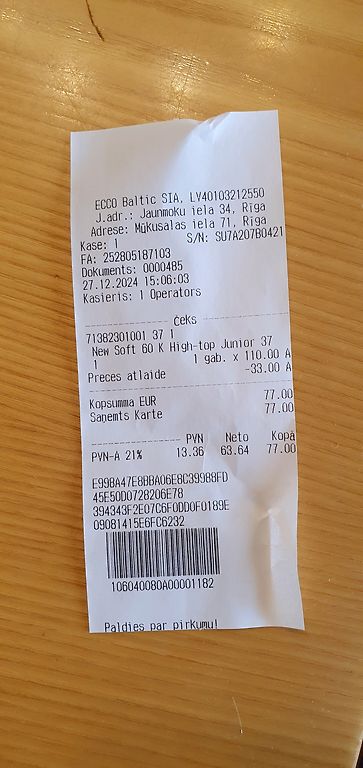 ECCO Baltic SIA, LV40103212550
J.adr.: Jaunmoku iela 34, Rīga
Adrese: Mūkusalas iela 71, Rīga
Kase: 1 S/N: SU7A207B0421
FA: 252805187103
Dokuments: 0000485
27.12.2024 15:06:03
Kasieris: 1 Operators
Čeks
71382301001 37 1
New Soft 60 K High-top Junior 37
1 1 gab. x 110.00 A
Preces atlaide -33.00 A
Kopsumma EUR 77.00
Saņemts Karte 77.00
PVN Neto Kopā
PVN-A 21% 13.36 63.64 77.00
E99BA47E8BBA06E8C39988FD
45E50D0728206E78
394343F2E07C6F0DD0F0189E
09081415E6FC6232
106040080A00001182
Paldies par pirkumu!